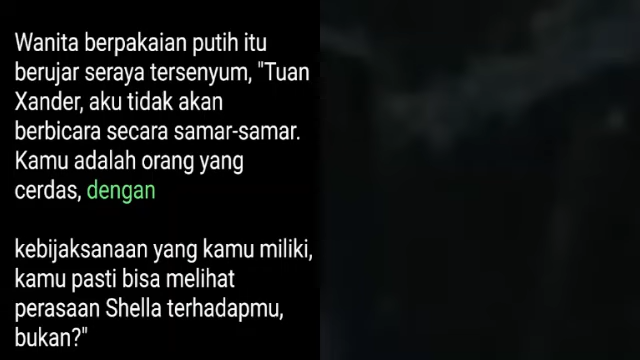 Wanita berpakaian putih itu
berujar seraya tersenyum, "Tuan
Xander, aku tidak akan
berbicara secara samar-samar.
Kamu adalah orang yang
cerdas, dengan
kebijaksanaan yang kamu miliki,
kamu pasti bisa melihat
perasaan Shella terhadapmu,
bukan?"